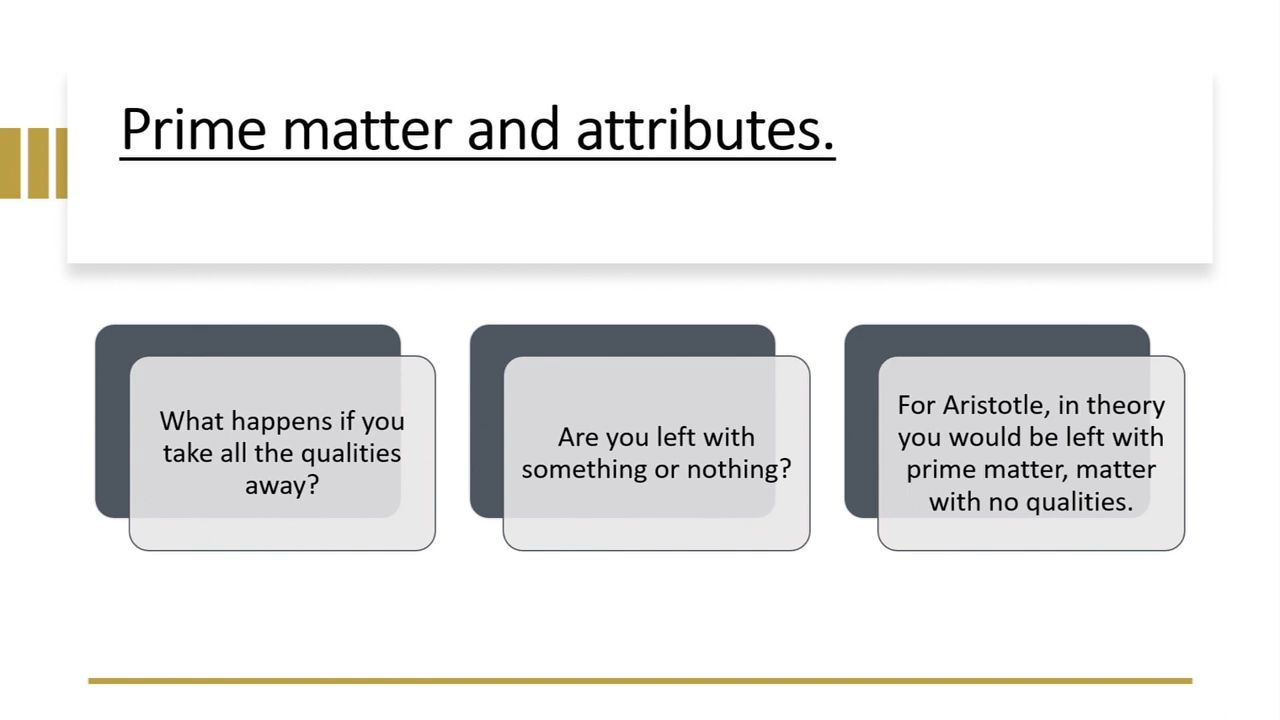 Prime matter and attributes.
What happens if you
take all the qualities
away?
Are you left with
something or nothing?
For Aristotle, in theory
you would be left with
prime matter, matter
with no qualities.